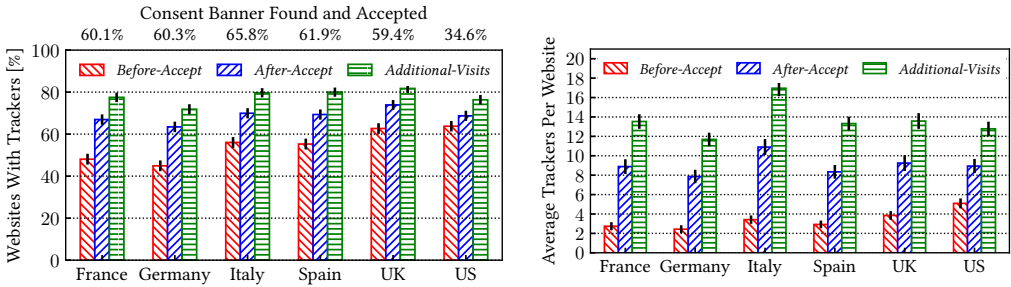 Consent Banner Found and Accepted
60.1% 60.3% 65.8% 61.9% 59.4% 34.6%
Websites With Trackers [%]
100
80
60
40
20
0
Before-Accept After-Accept Additional-Visits
France Germany Italy Spain UK US
Average Trackers Per Website
20
18
16
14
12
10
8
6
4
2
0
Before-Accept After-Accept Additional-Visits
France Germany Italy Spain UK US